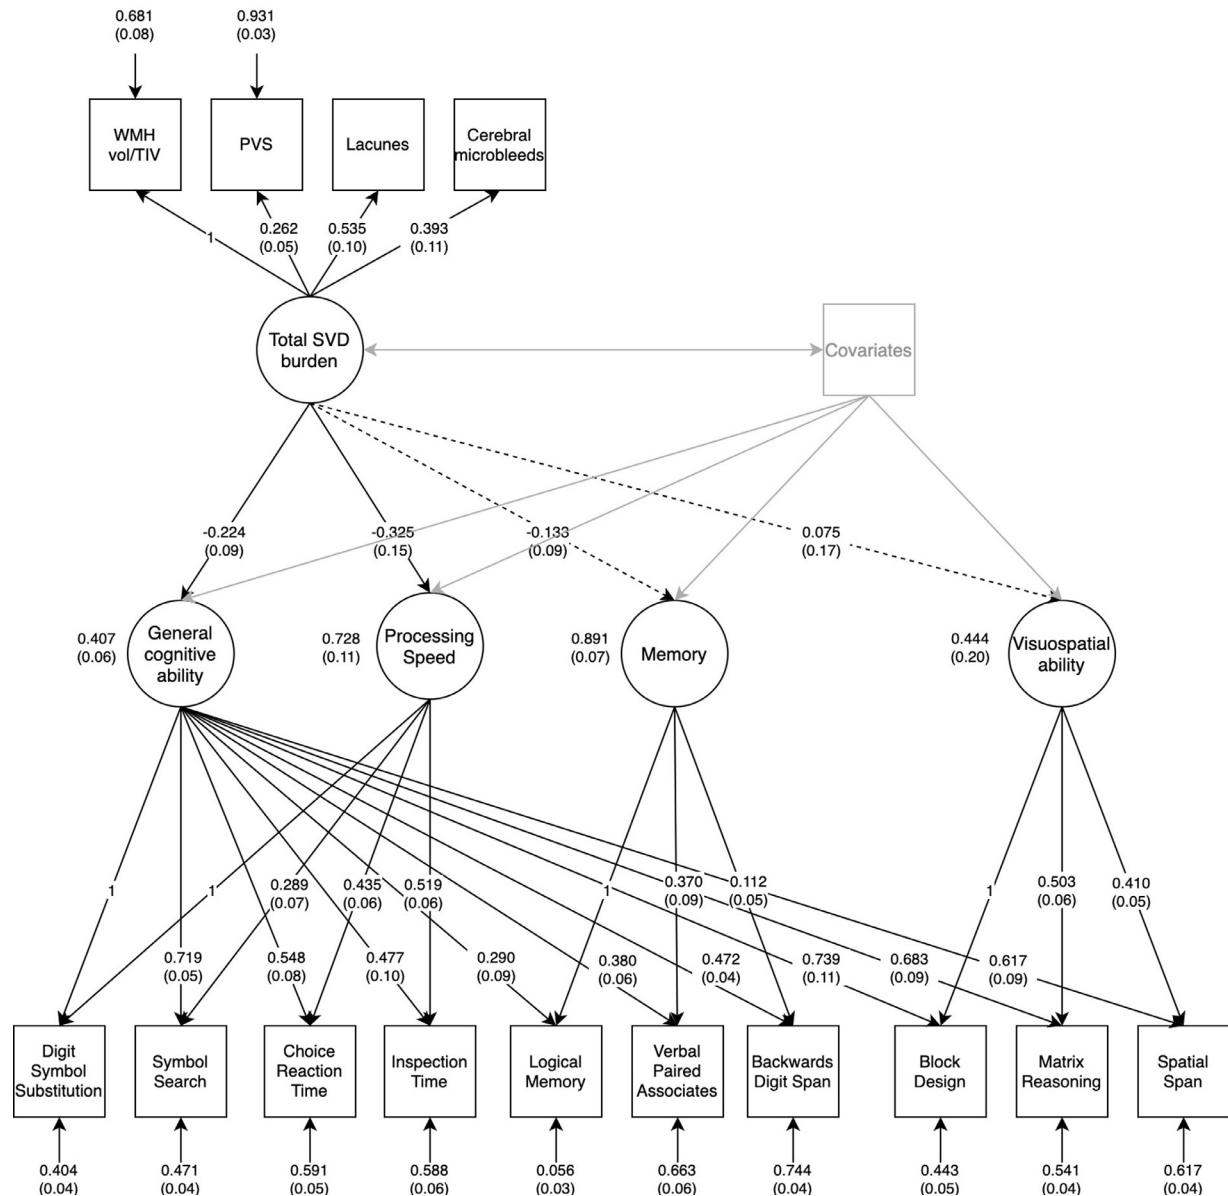 0.681
(0.08)
0.931
(0.03)
WMH
vol/TIV
PVS
Lacunes
Cerebral
microbleeds
1
0.262
(0.05)
0.535
(0.10)
0.393
(0.11)
Total SVD
burden
Covariates
-0.224
(0.09)
-0.325
(0.15)
-0.133
(0.09)
0.075
(0.17)
0.407
(0.06)
General
cognitive
ability
0.728
(0.11)
Processing
Speed
0.891
(0.07)
Memory
0.444
(0.20)
Visuospatial
ability
1
1
0.289
(0.07)
0.435
(0.06)
0.519
(0.06)
1
0.370
(0.09)
0.112
(0.05)
1
0.503
(0.06)
0.410
(0.05)
0.719
(0.05)
0.548
(0.08)
0.477
(0.10)
0.290
(0.09)
0.380
(0.06)
0.472
(0.04)
0.739
(0.11)
0.683
(0.09)
0.617
(0.09)
Digit
Symbol
Substitution
Symbol
Search
Choice
Reaction
Time
Inspection
Time
Logical
Memory
Verbal
Paired
Associates
Backwards
Digit Span
Block
Design
Matrix
Reasoning
Spatial
Span
0.404
(0.04)
0.471
(0.04)
0.591
(0.05)
0.588
(0.06)
0.056
(0.03)
0.663
(0.06)
0.744
(0.04)
0.443
(0.05)
0.541
(0.04)
0.617
(0.04)